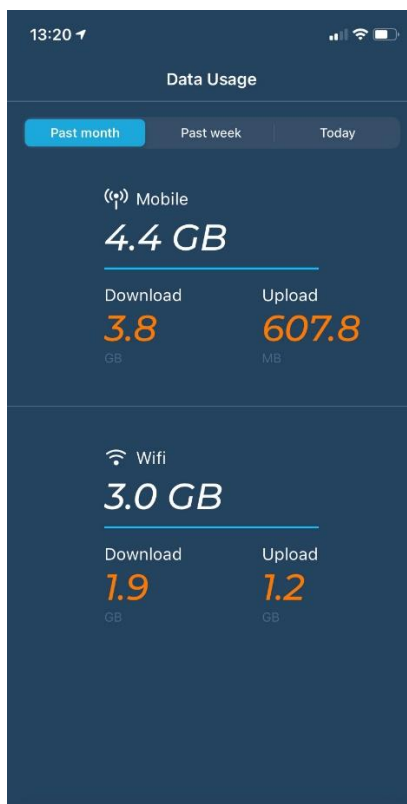 13:20
Data Usage
Past month Past week Today
Mobile
4.4 GB
Download Upload
3.8 607.8
GB MB
Wifi
3.0 GB
Download Upload
1.9 1.2
GB GB